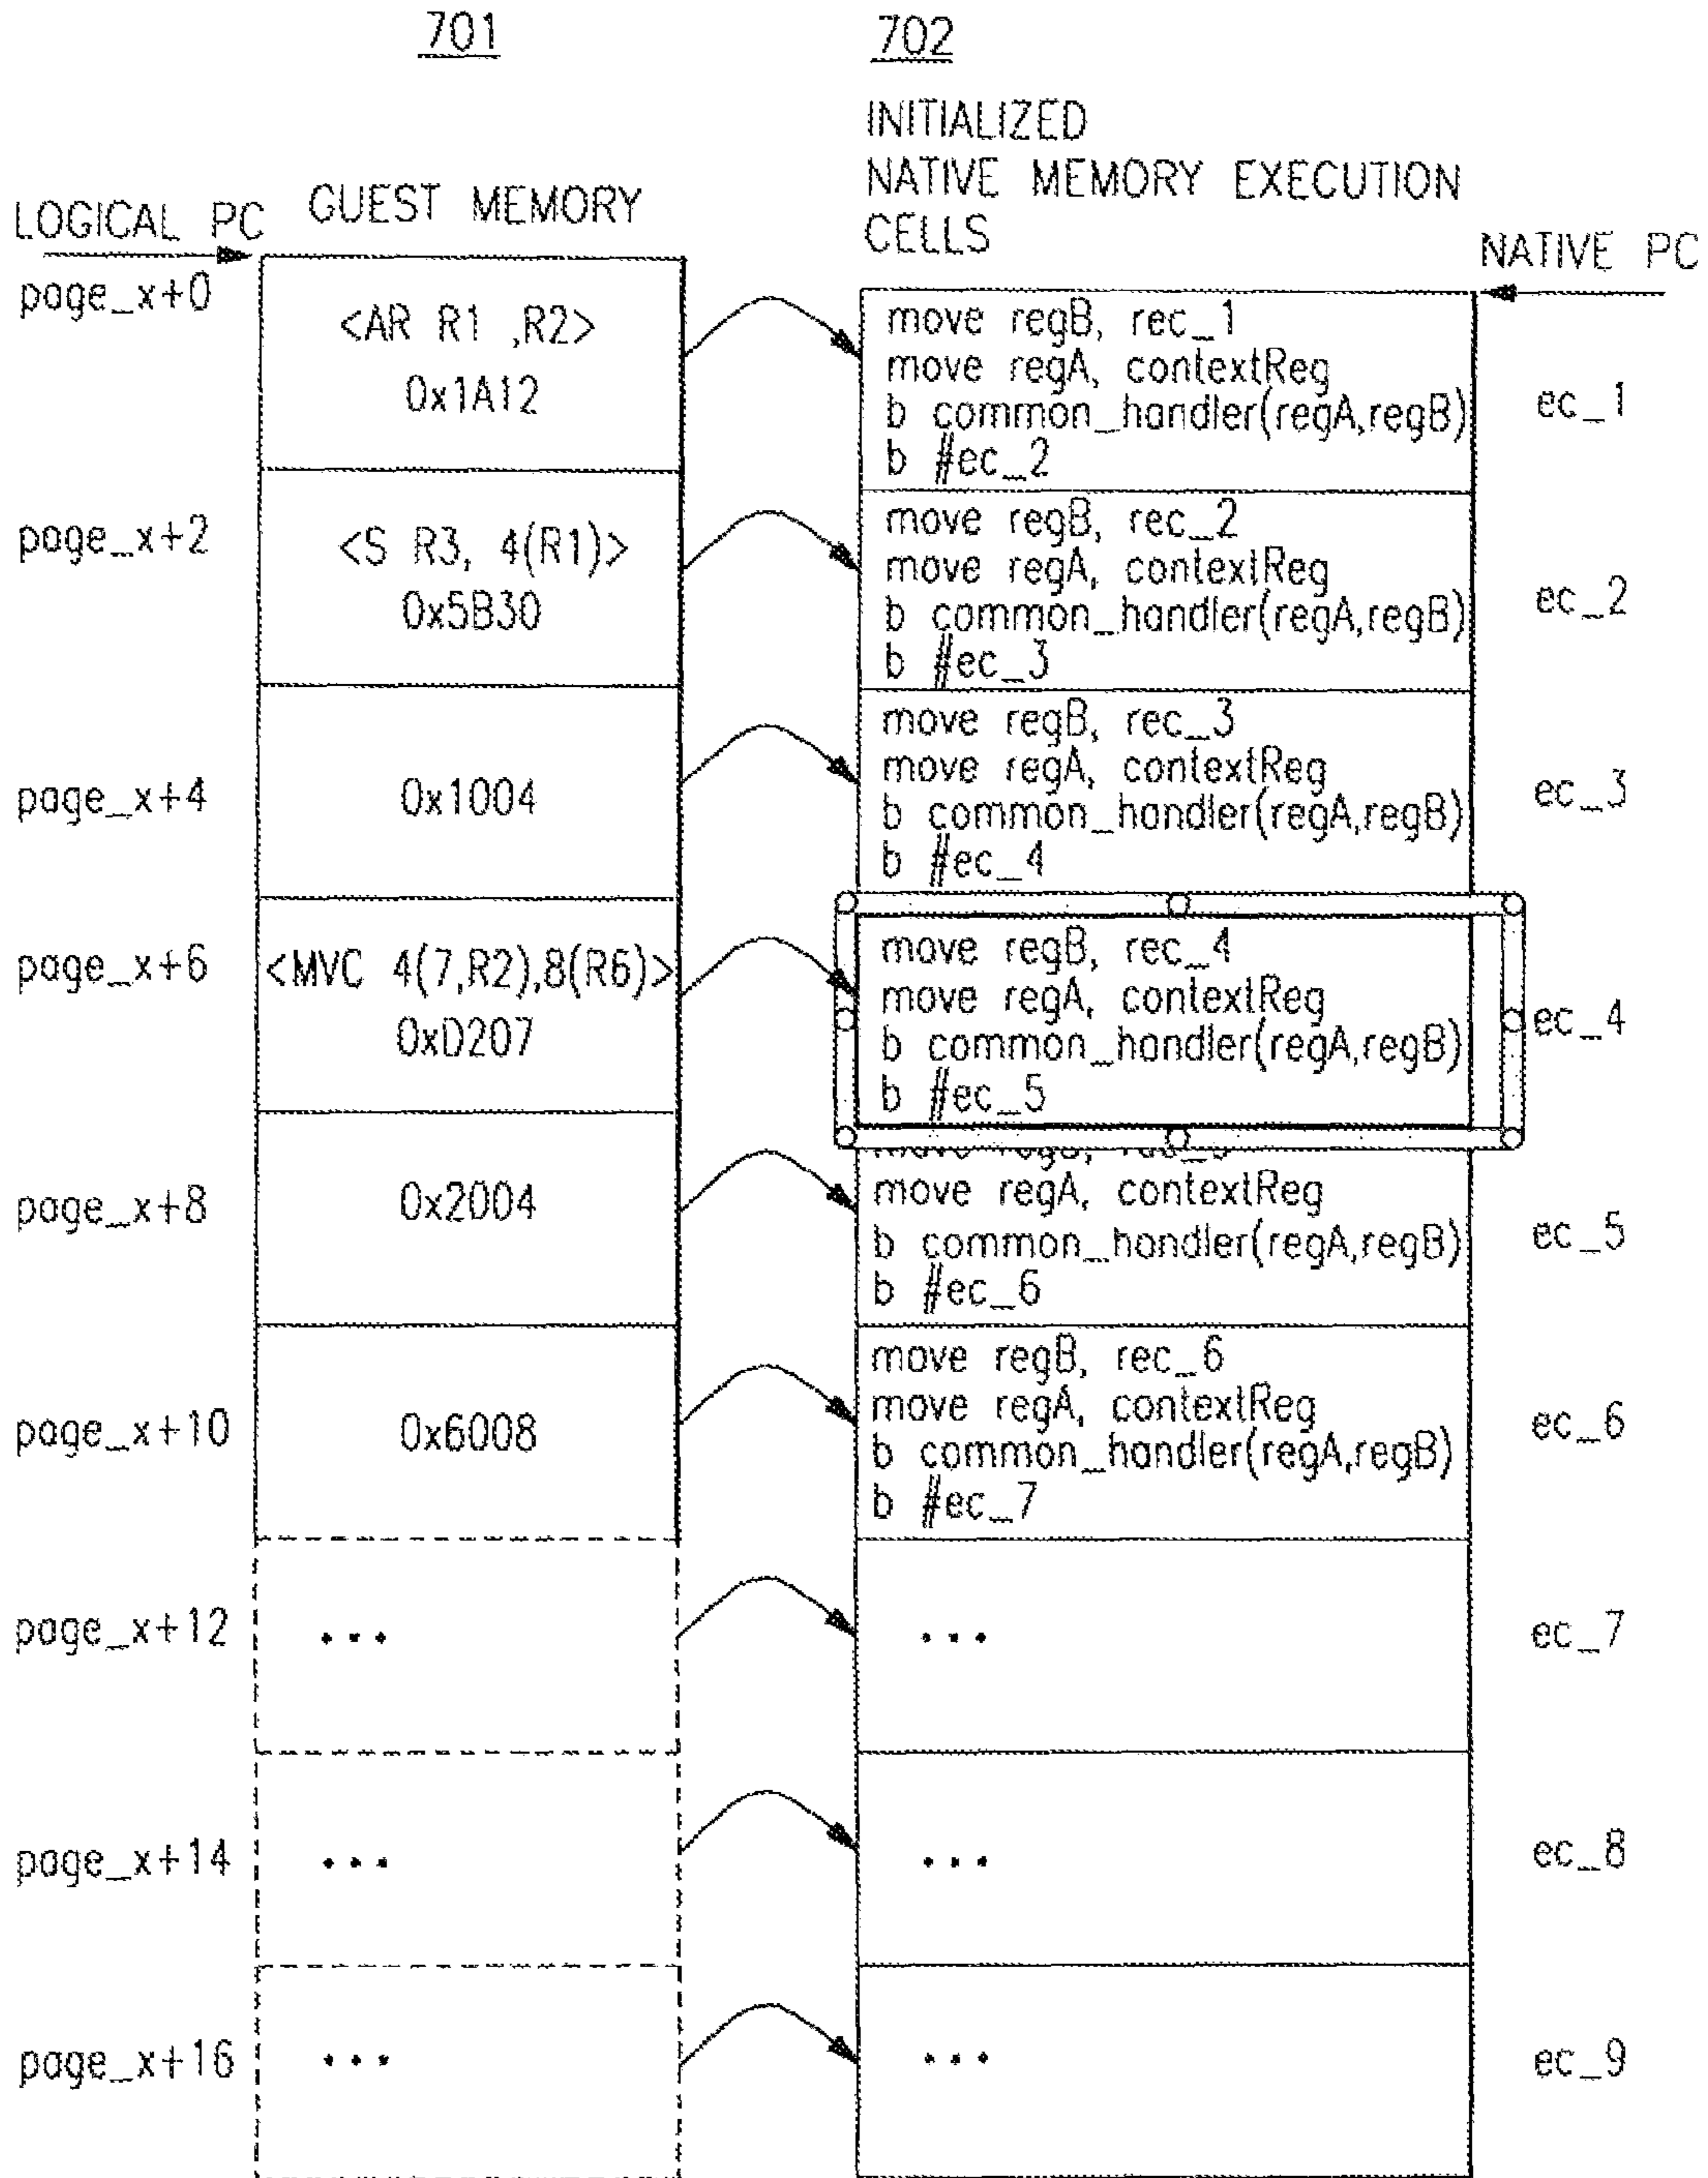 701
702
INITIALIZED
NATIVE MEMORY EXECUTION
CELLS
LOGICAL PC
GUEST MEMORY
NATIVE PC
page_x+0
<AR R1 ,R2>
0x1A12
move regB, rec_1
move regA, contextReg
b common_handler(regA,regB)
b #ec_2
ec_1
page_x+2
<S R3, 4(R1)>
0x5B30
move regB, rec_2
move regA, contextReg
b common_handler(regA,regB)
b #ec_3
ec_2
page_x+4
0x1004
move regB, rec_3
move regA, contextReg
b common_handler(regA,regB)
b #ec_4
ec_3
page_x+6
<MVC 4(7,R2),8(R6)>
0xD207
move regB, rec_4
move regA, contextReg
b common_handler(regA,regB)
b #ec_5
ec_4
page_x+8
0x2004
move regA, contextReg
b common_handler(regA,regB)
b #ec_6
ec_5
page_x+10
0x6008
move regB, rec_6
move regA, contextReg
b common_handler(regA,regB)
b #ec_7
ec_6
page_x+12
...
...
ec_7
page_x+14
...
...
ec_8
page_x+16
...
...
ec_9